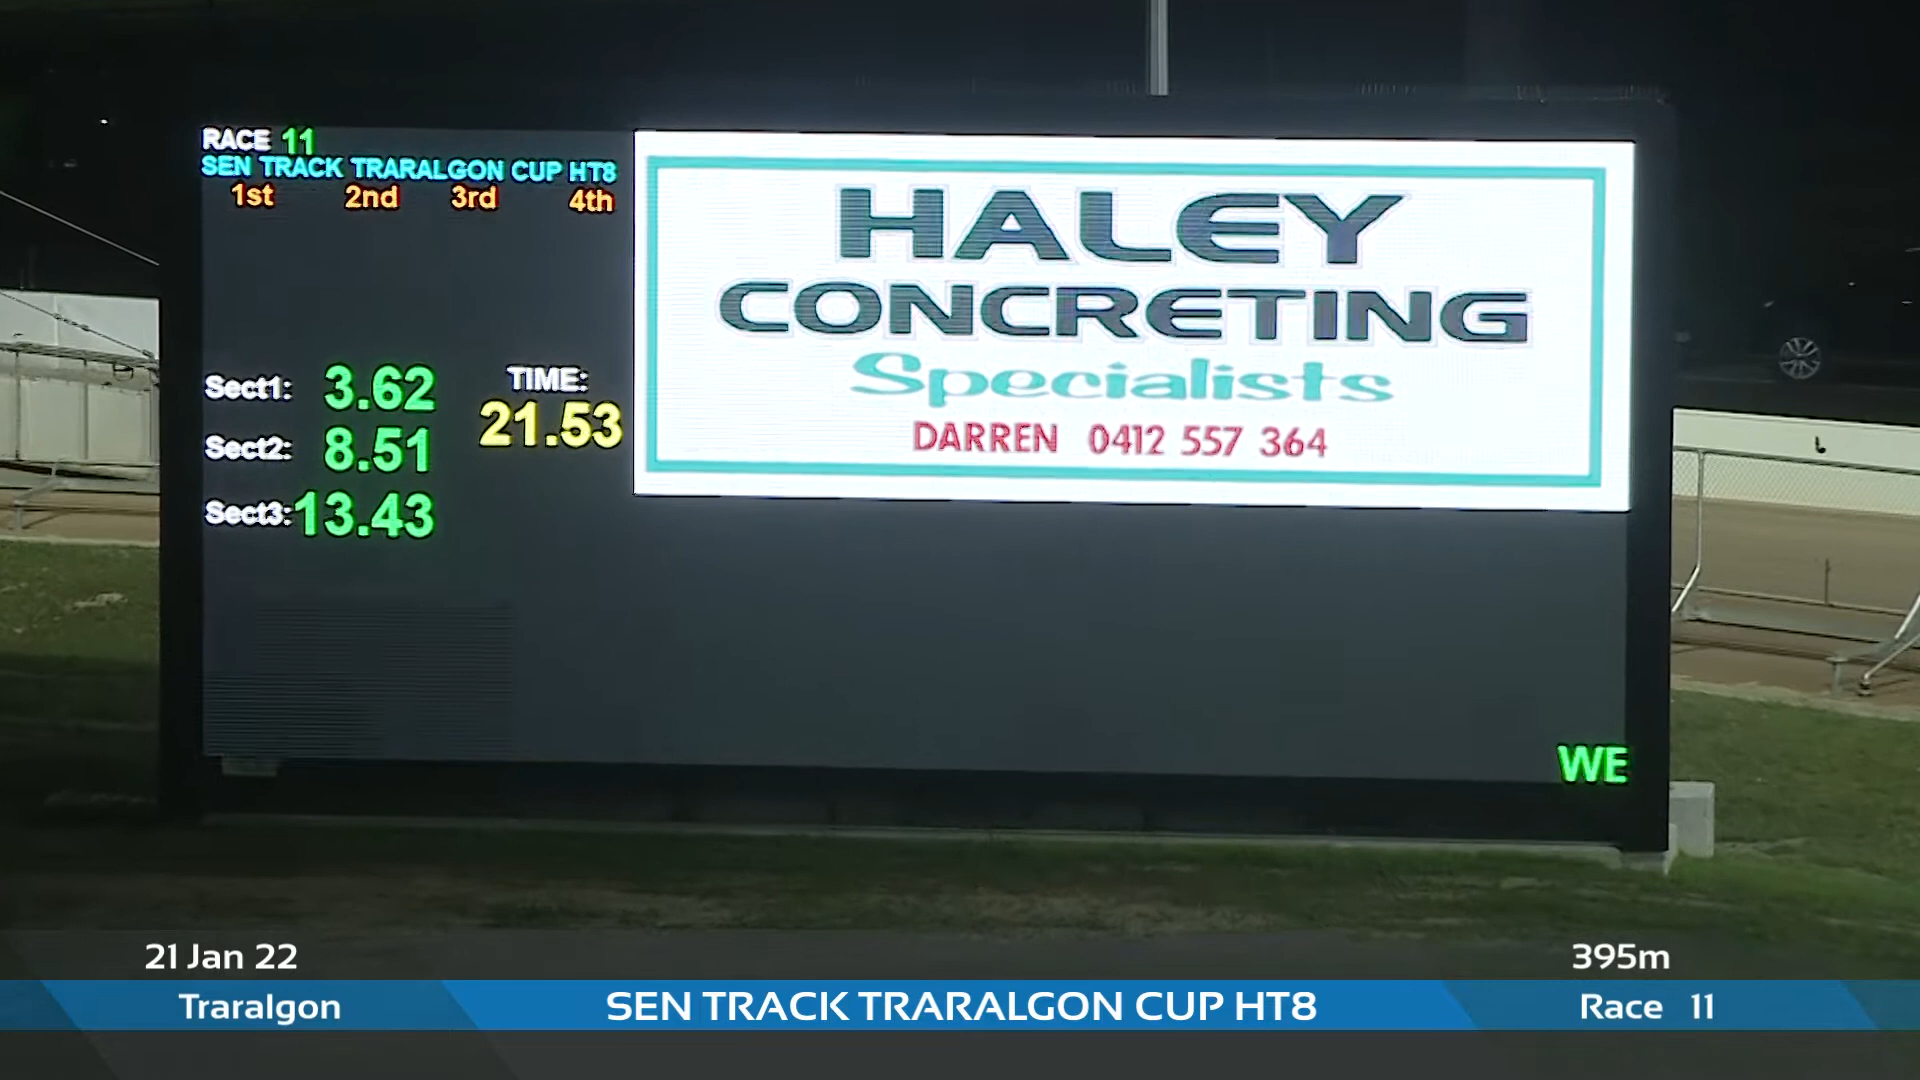 RACE 11
SEN TRACK TRARALGON CUP HT8
1st 2nd 3rd 4th
Sect1: 3.62
Sect2: 8.51
Sect3: 13.43
TIME:
21.53
HALEY
CONCRETING
Specialists
DARREN 0412 557 364
WE
21 Jan 22
395m
Traralgon
SEN TRACK TRARALGON CUP HT8
Race 11